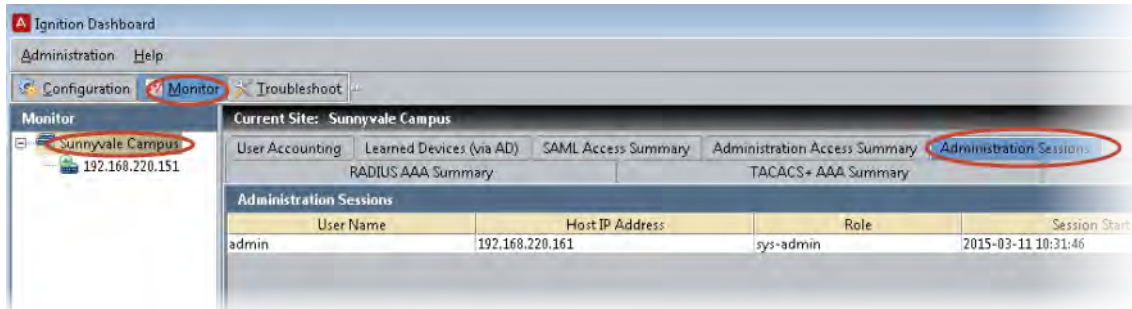 Ignition Dashboard
Administration Help
Configuration Monitor Troubleshoot
Monitor
Current Site: Sunnyvale Campus
Sunnyvale Campus
192.168.220.151
User Accounting Learned Devices (via AD) SAML Access Summary Administration Access Summary Administration Sessions
RADIUS AAA Summary TACACS+ AAA Summary
Administration Sessions
User Name Host IP Address Role Session Start
admin 192.168.220.161 sys-admin 2015-03-11 10:31:46